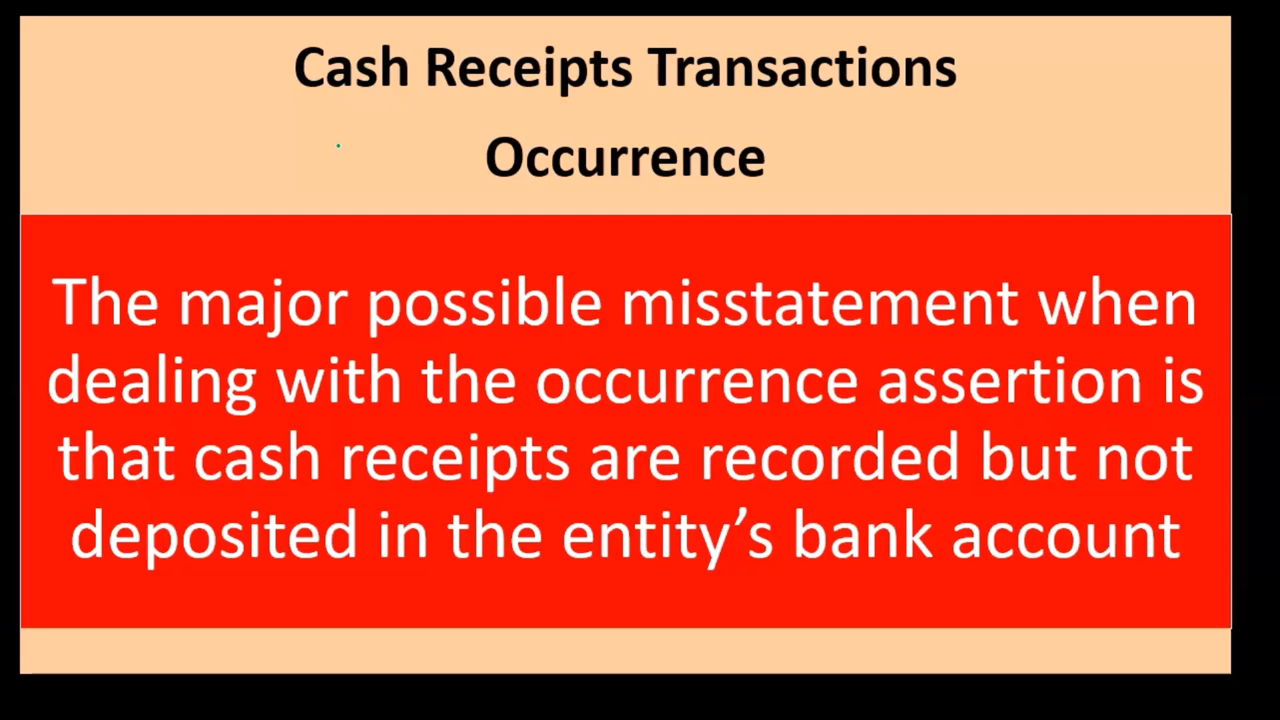 Cash Receipts Transactions
Occurrence
The major possible misstatement when
dealing with the occurrence assertion is
that cash receipts are recorded but not
deposited in the entity’s bank account